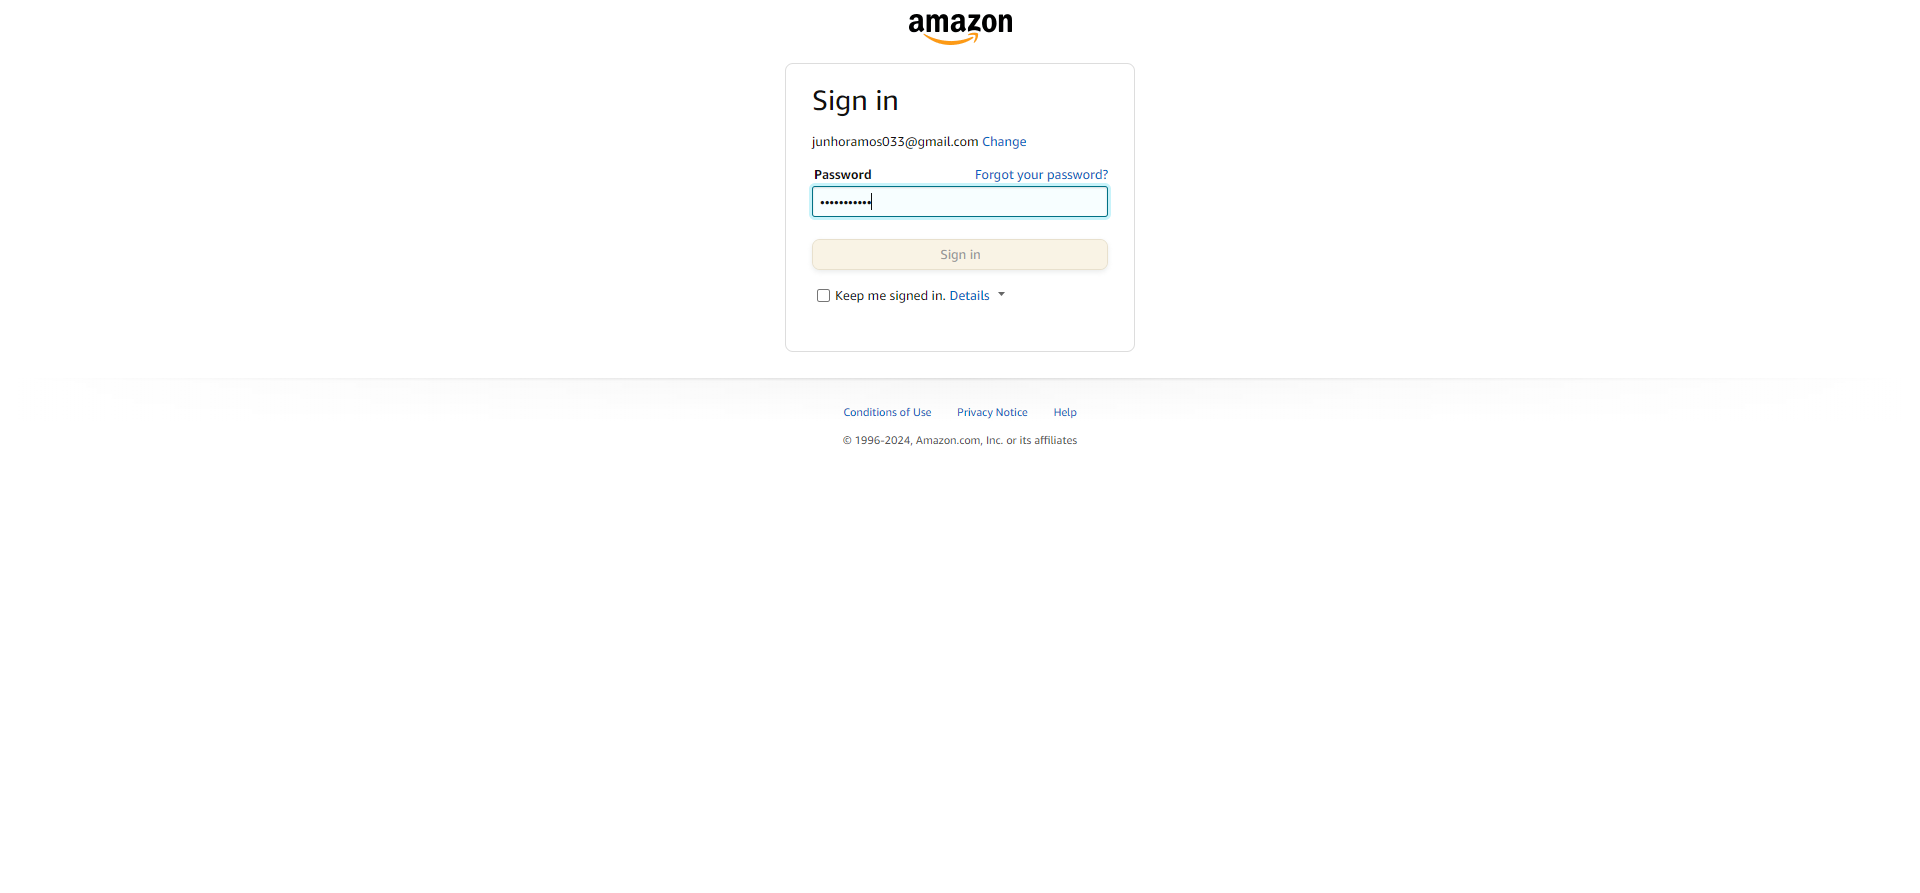 amazon
Sign in
junhoramos033@gmail.com Change
Password Forgot your password?
•••••••••••
Sign in
Keep me signed in. Details
Conditions of Use Privacy Notice Help
© 1996-2024, Amazon.com, Inc. or its affiliates